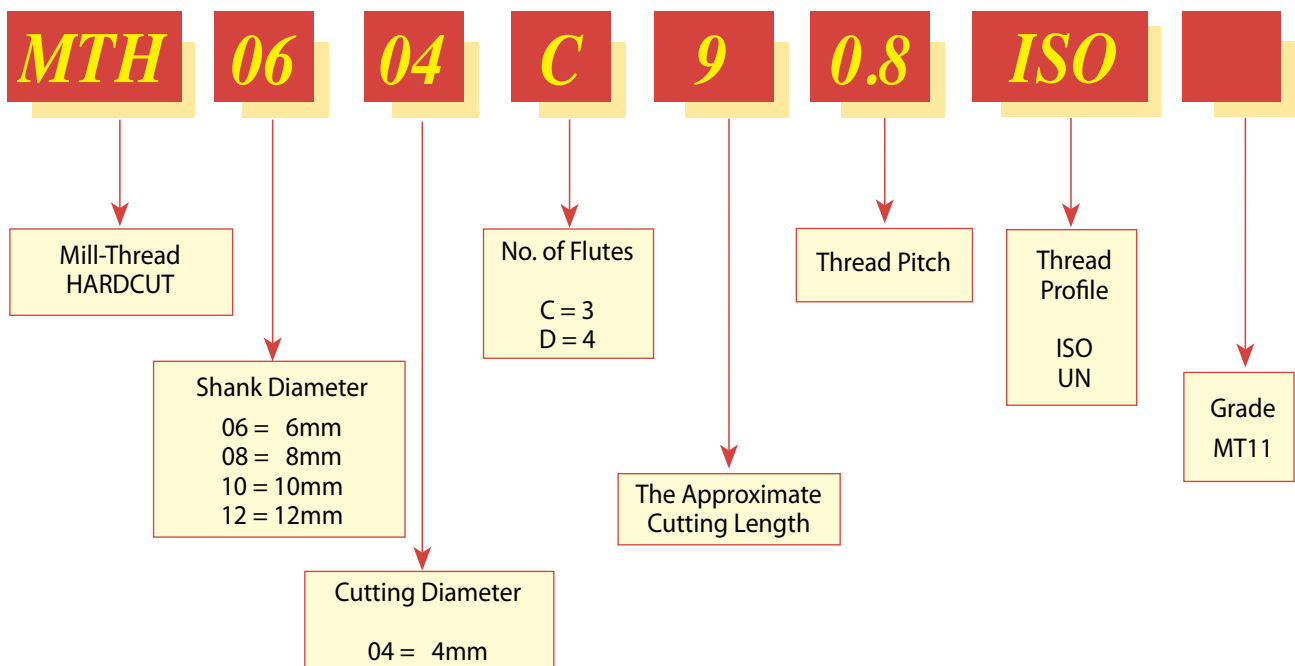 MTH 06 04 C 9 0.8 ISO
Mill-Thread
HARDCUT
Shank Diameter
06 = 6mm
08 = 8mm
10 = 10mm
12 = 12mm
Cutting Diameter
04 = 4mm
No. of Flutes
C = 3
D = 4
The Approximate
Cutting Length
Thread Pitch
Thread
Profile
ISO
UN
Grade
MT11